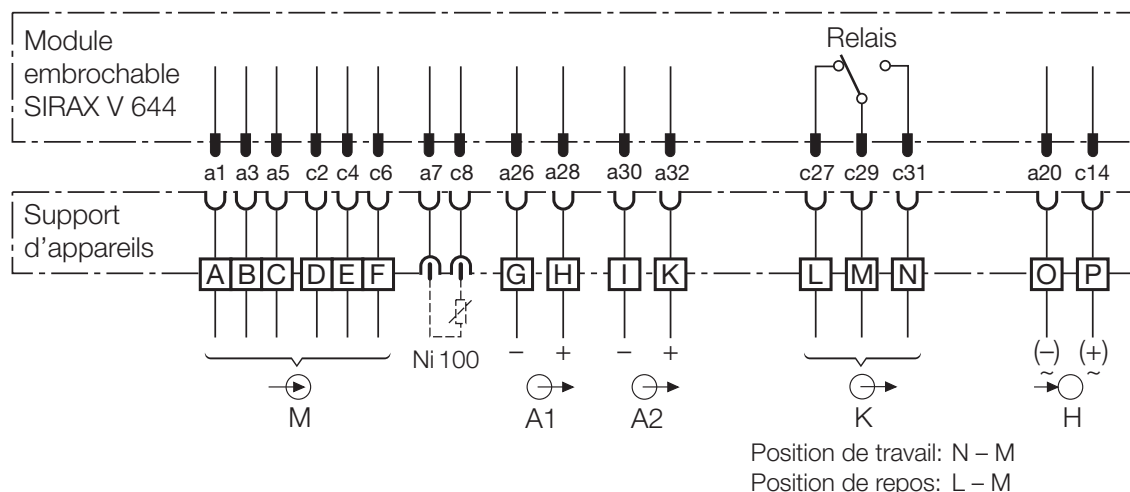 Module
embrochable
SIRAX V 644
Relais
a1 a3 a5 c2 c4 c6 a7 c8 a26 a28 a30 a32 c27 c29 c31 a20 c14
Support
d’appareils
A B C D E F G H I K L M N O P
Ni 100
– + – + (–) (+)
~ ~
M A1 A2 K H
Position de travail: N – M
Position de repos: L – M